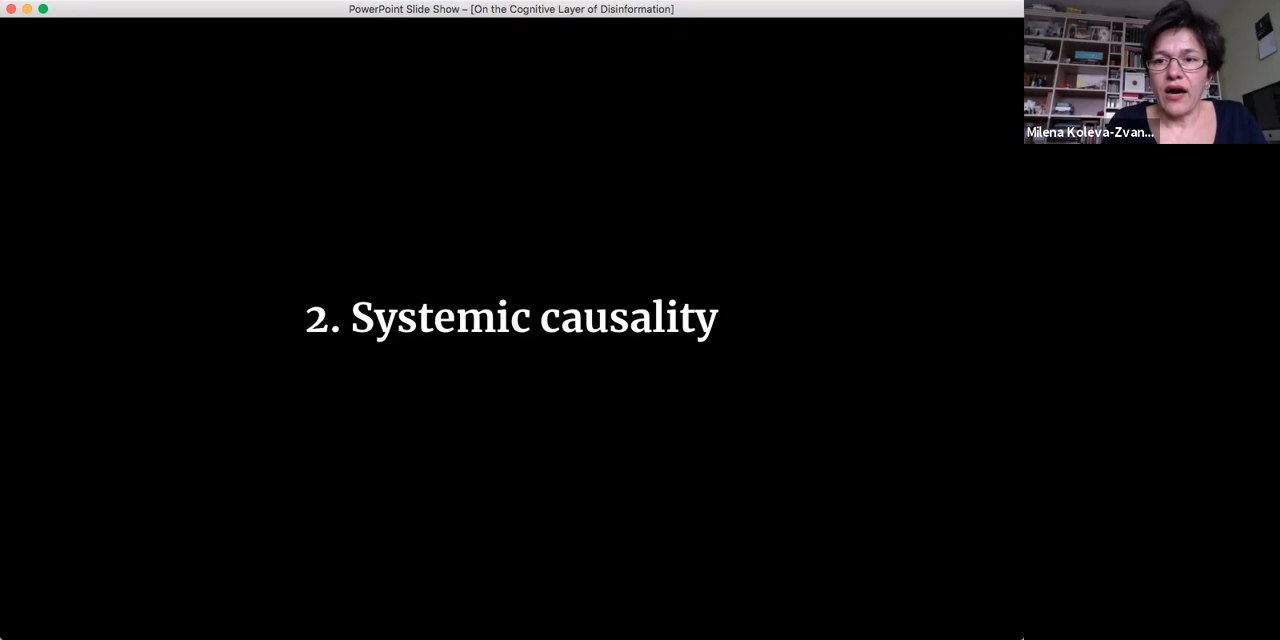 PowerPoint Slide Show – [On the Cognitive Layer of Disinformation]
Milena Koleva-Zvan...
2. Systemic causality